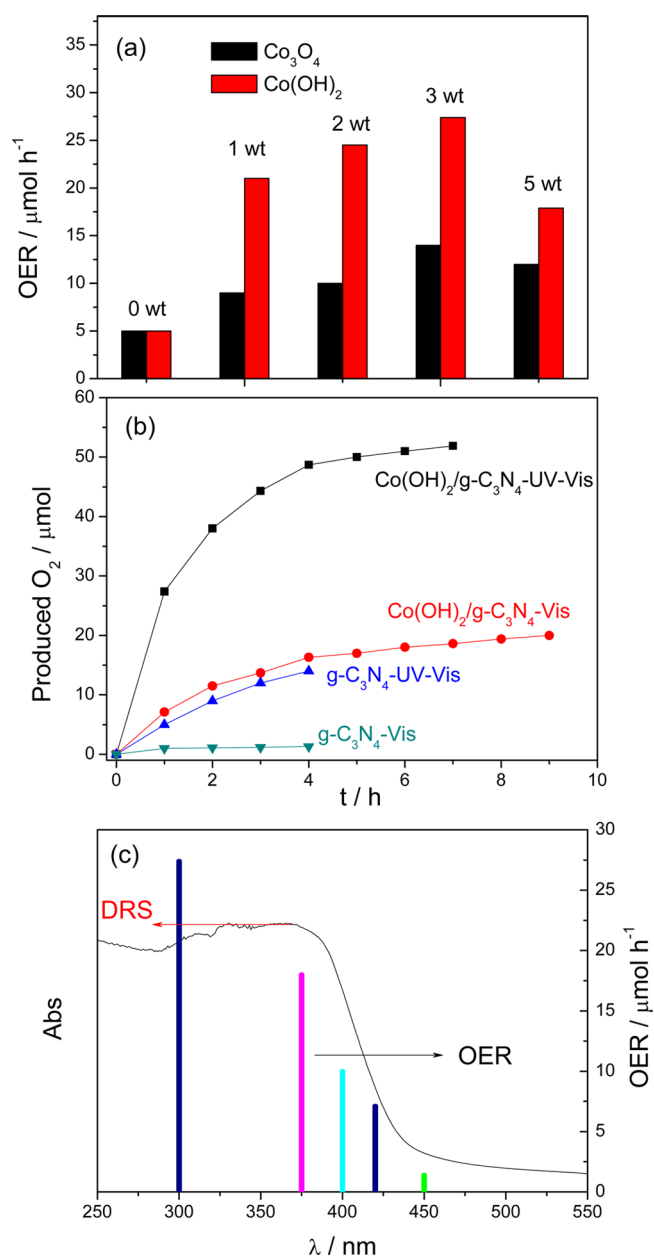 (a)
Co₃O₄
Co(OH)₂
OER / μmol h⁻¹
35
30
25
20
15
10
5
0
0 wt
1 wt
2 wt
3 wt
5 wt
(b)
Produced O₂ / μmol
60
50
40
30
20
10
0
Co(OH)₂/g-C₃N₄-UV-Vis
Co(OH)₂/g-C₃N₄-Vis
g-C₃N₄-UV-Vis
g-C₃N₄-Vis
0 2 4 6 8 10
t / h
(c)
DRS
OER
Abs
30
25
20
15
10
5
0
OER / μmol h⁻¹
250 300 350 400 450 500 550
λ / nm